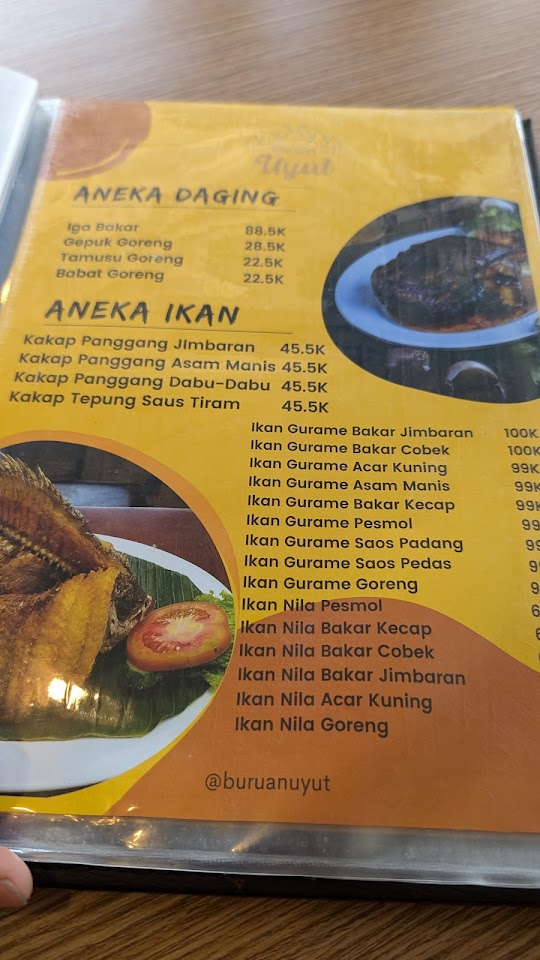 Uyut
ANEKA DAGING
Iga Bakar 88.5K
Gepuk Goreng 28.5K
Tamusu Goreng 22.5K
Babat Goreng 22.5K
ANEKA IKAN
Kakap Panggang JImbaran 45.5K
Kakap Panggang Asam Manis 45.5K
Kakap Panggang Dabu-Dabu 45.5K
Kakap Tepung Saus Tiram 45.5K
Ikan Gurame Bakar Jimbaran 100K
Ikan Gurame Bakar Cobek 100K
Ikan Gurame Acar Kuning 99K
Ikan Gurame Asam Manis 99K
Ikan Gurame Bakar Kecap 99K
Ikan Gurame Pesmol 99
Ikan Gurame Saos Padang 99
Ikan Gurame Saos Pedas
Ikan Gurame Goreng
Ikan Nila Pesmol
Ikan Nila Bakar Kecap
Ikan Nila Bakar Cobek
Ikan Nila Bakar Jimbaran
Ikan Nila Acar Kuning
Ikan Nila Goreng
@buruanuyut